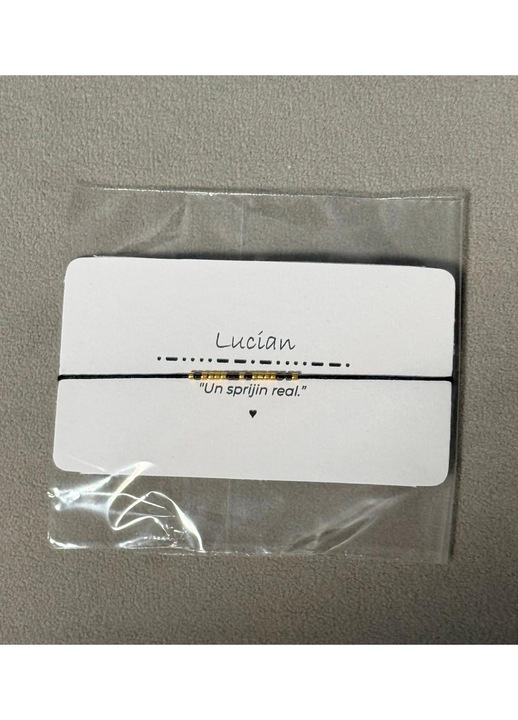 Lucian
"Un sprijin real."
♥